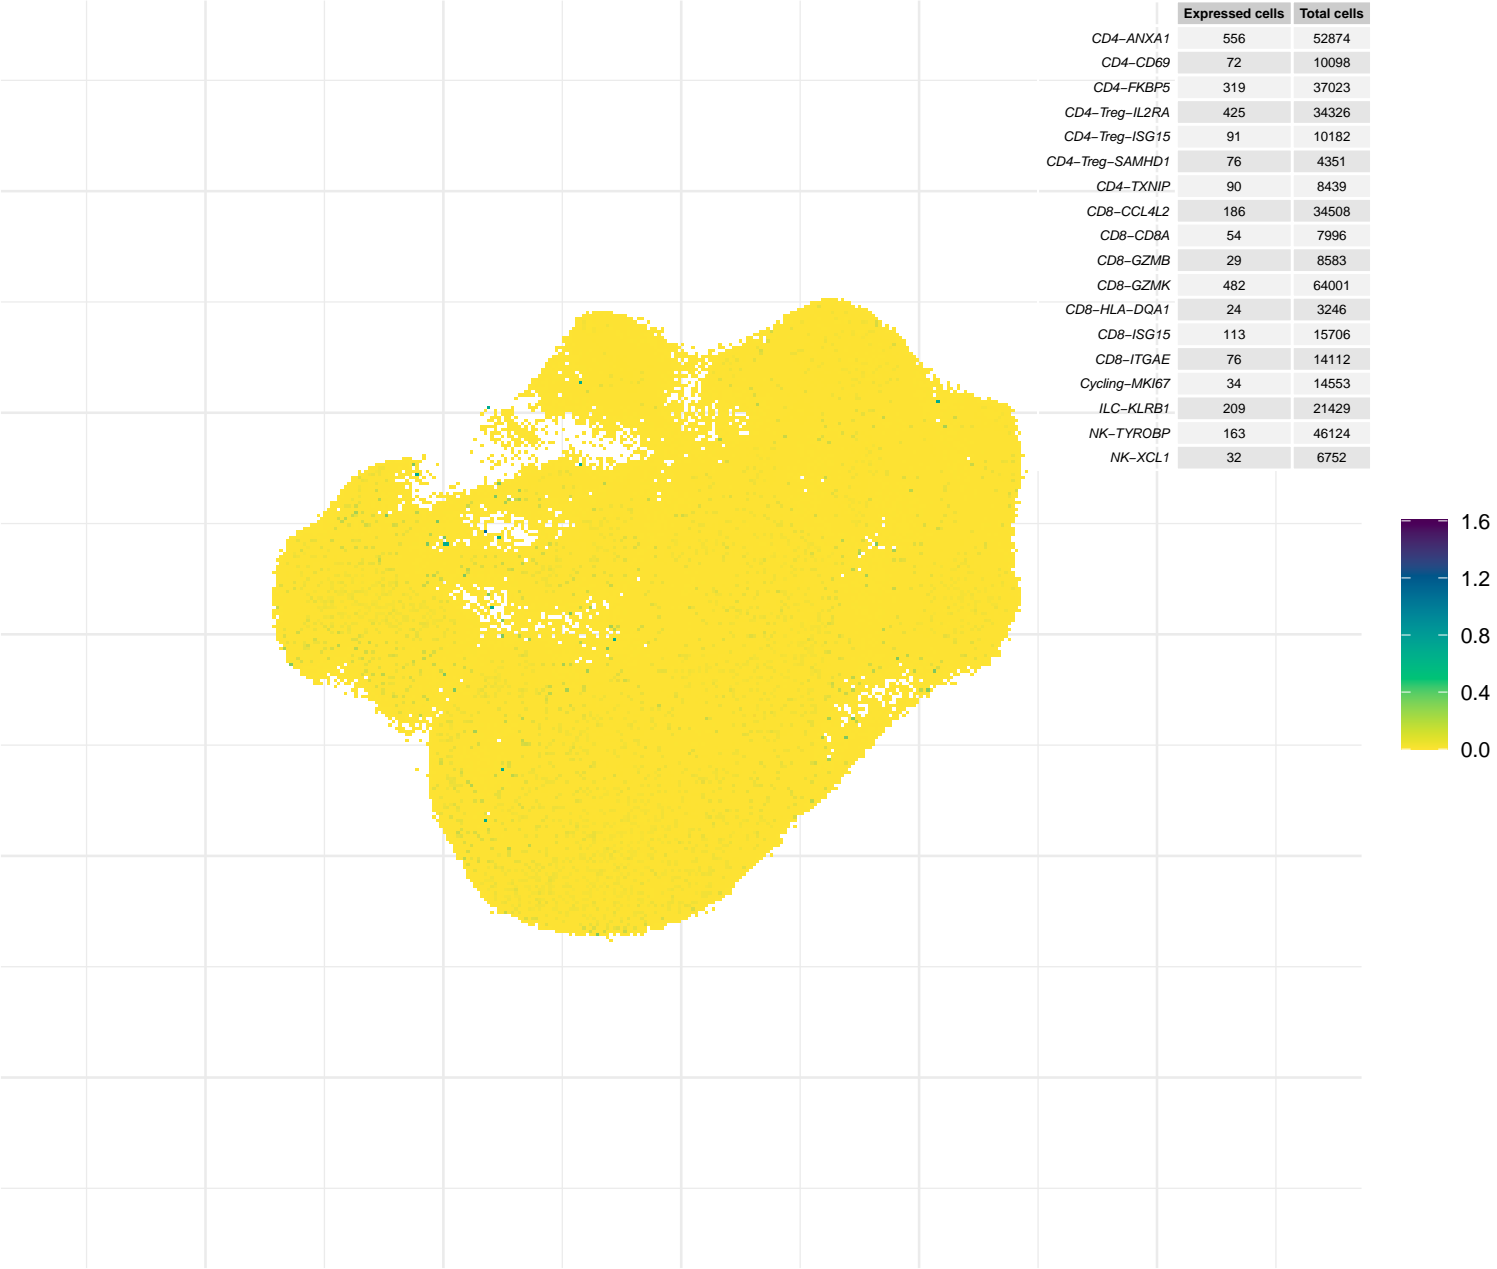 Expressed cells Total cells
CD4−ANXA1 556 52874
CD4−CD69 72 10098
CD4−FKBP5 319 37023
CD4−Treg−IL2RA 425 34326
CD4−Treg−ISG15 91 10182
CD4−Treg−SAMHD1 76 4351
CD4−TXNIP 90 8439
CD8−CCL4L2 186 34508
CD8−CD8A 54 7996
CD8−GZMB 29 8583
CD8−GZMK 482 64001
CD8−HLA−DQA1 24 3246
CD8−ISG15 113 15706
CD8−ITGAE 76 14112
Cycling−MKI67 34 14553
ILC−KLRB1 209 21429
NK−TYROBP 163 46124
NK−XCL1 32 6752
1.6
1.2
0.8
0.4
0.0